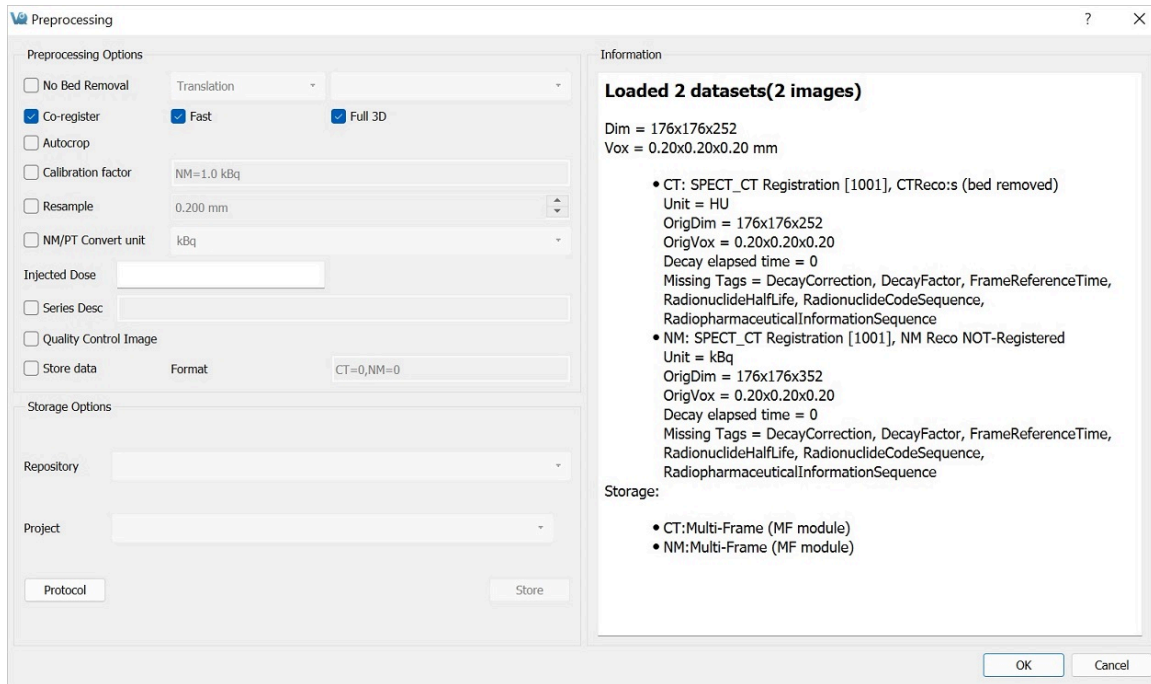 Preprocessing
Preprocessing Options
No Bed Removal Translation
Co-register Fast Full 3D
Autocrop
Calibration factor NM=1.0 kBq
Resample 0.200 mm
NM/PT Convert unit kBq
Injected Dose
Series Desc
Quality Control Image
Store data Format CT=0,NM=0
Storage Options
Repository
Project
Protocol Store
Information
Loaded 2 datasets(2 images)
Dim = 176x176x252
Vox = 0.20x0.20x0.20 mm
• CT: SPECT_CT Registration [1001], CTReco:s (bed removed)
Unit = HU
OrigDim = 176x176x252
OrigVox = 0.20x0.20x0.20
Decay elapsed time = 0
Missing Tags = DecayCorrection, DecayFactor, FrameReferenceTime,
RadionuclideHalfLife, RadionuclideCodeSequence,
RadiopharmaceuticalInformationSequence
• NM: SPECT_CT Registration [1001], NM Reco NOT-Registered
Unit = kBq
OrigDim = 176x176x352
OrigVox = 0.20x0.20x0.20
Decay elapsed time = 0
Missing Tags = DecayCorrection, DecayFactor, FrameReferenceTime,
RadionuclideHalfLife, RadionuclideCodeSequence,
RadiopharmaceuticalInformationSequence
Storage:
• CT:Multi-Frame (MF module)
• NM:Multi-Frame (MF module)
OK Cancel